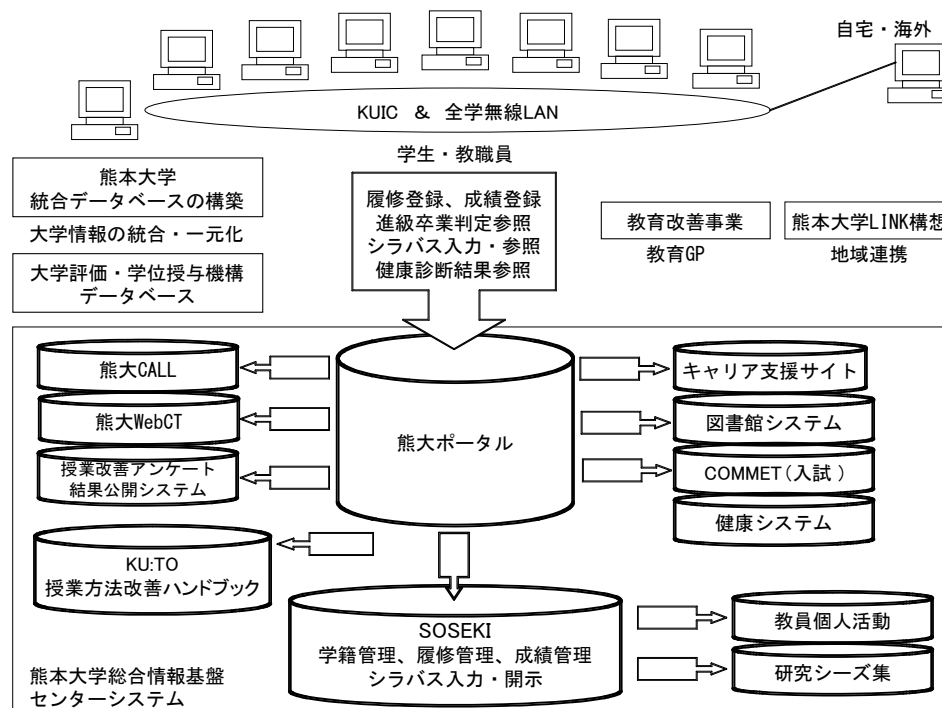 自宅・海外
KUIC & 全学無線LAN
学生・教職員
熊本大学
統合データベースの構築
大学情報の統合・一元化
大学評価・学位授与機構
データベース
履修登録、成績登録
進級卒業判定参照
シラバス入力・参照
健康診断結果参照
教育改善事業
教育GP
熊本大学LINK構想
地域連携
熊大CALL
熊大WebCT
授業改善アンケート
結果公開システム
KU:TO
授業方法改善ハンドブック
熊大ポータル
キャリア支援サイト
図書館システム
COMMET(入試 )
健康システム
SOSEKI
学籍管理、履修管理、成績管理
シラバス入力・開示
教員個人活動
研究シーズ集
熊本大学総合情報基盤
センターシステム